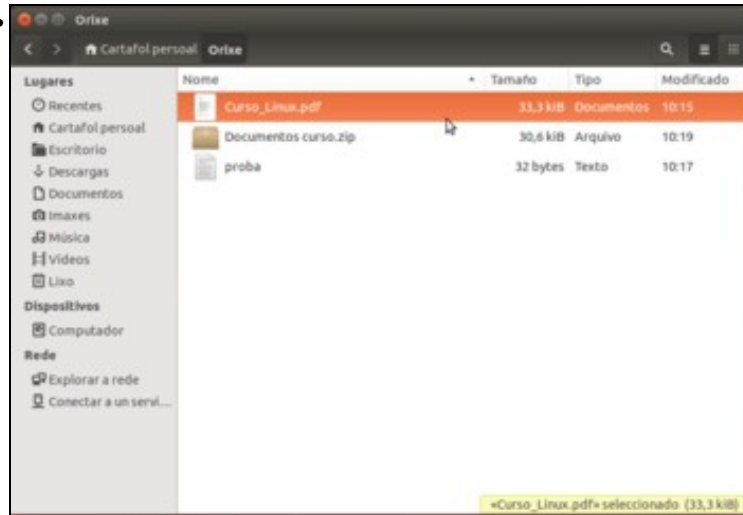 Orixe
Cartafol persoal Orixe
Lugares
Recentes
Cartafol persoal
Escritorio
Descargas
Documentos
Imaxes
Música
Vídeos
Lixo
Dispositivos
Computador
Rede
Explorar a rede
Conectar a un servi...
Nome Tamaño Tipo Modificado
Curso_Linux.pdf 33,3 kiB Documentos 10:15
Documentos curso.zip 30,6 kiB Arquivo 10:19
proba 32 bytes Texto 10:17
«Curso_Linux.pdf» seleccionado (33,3 kiB)